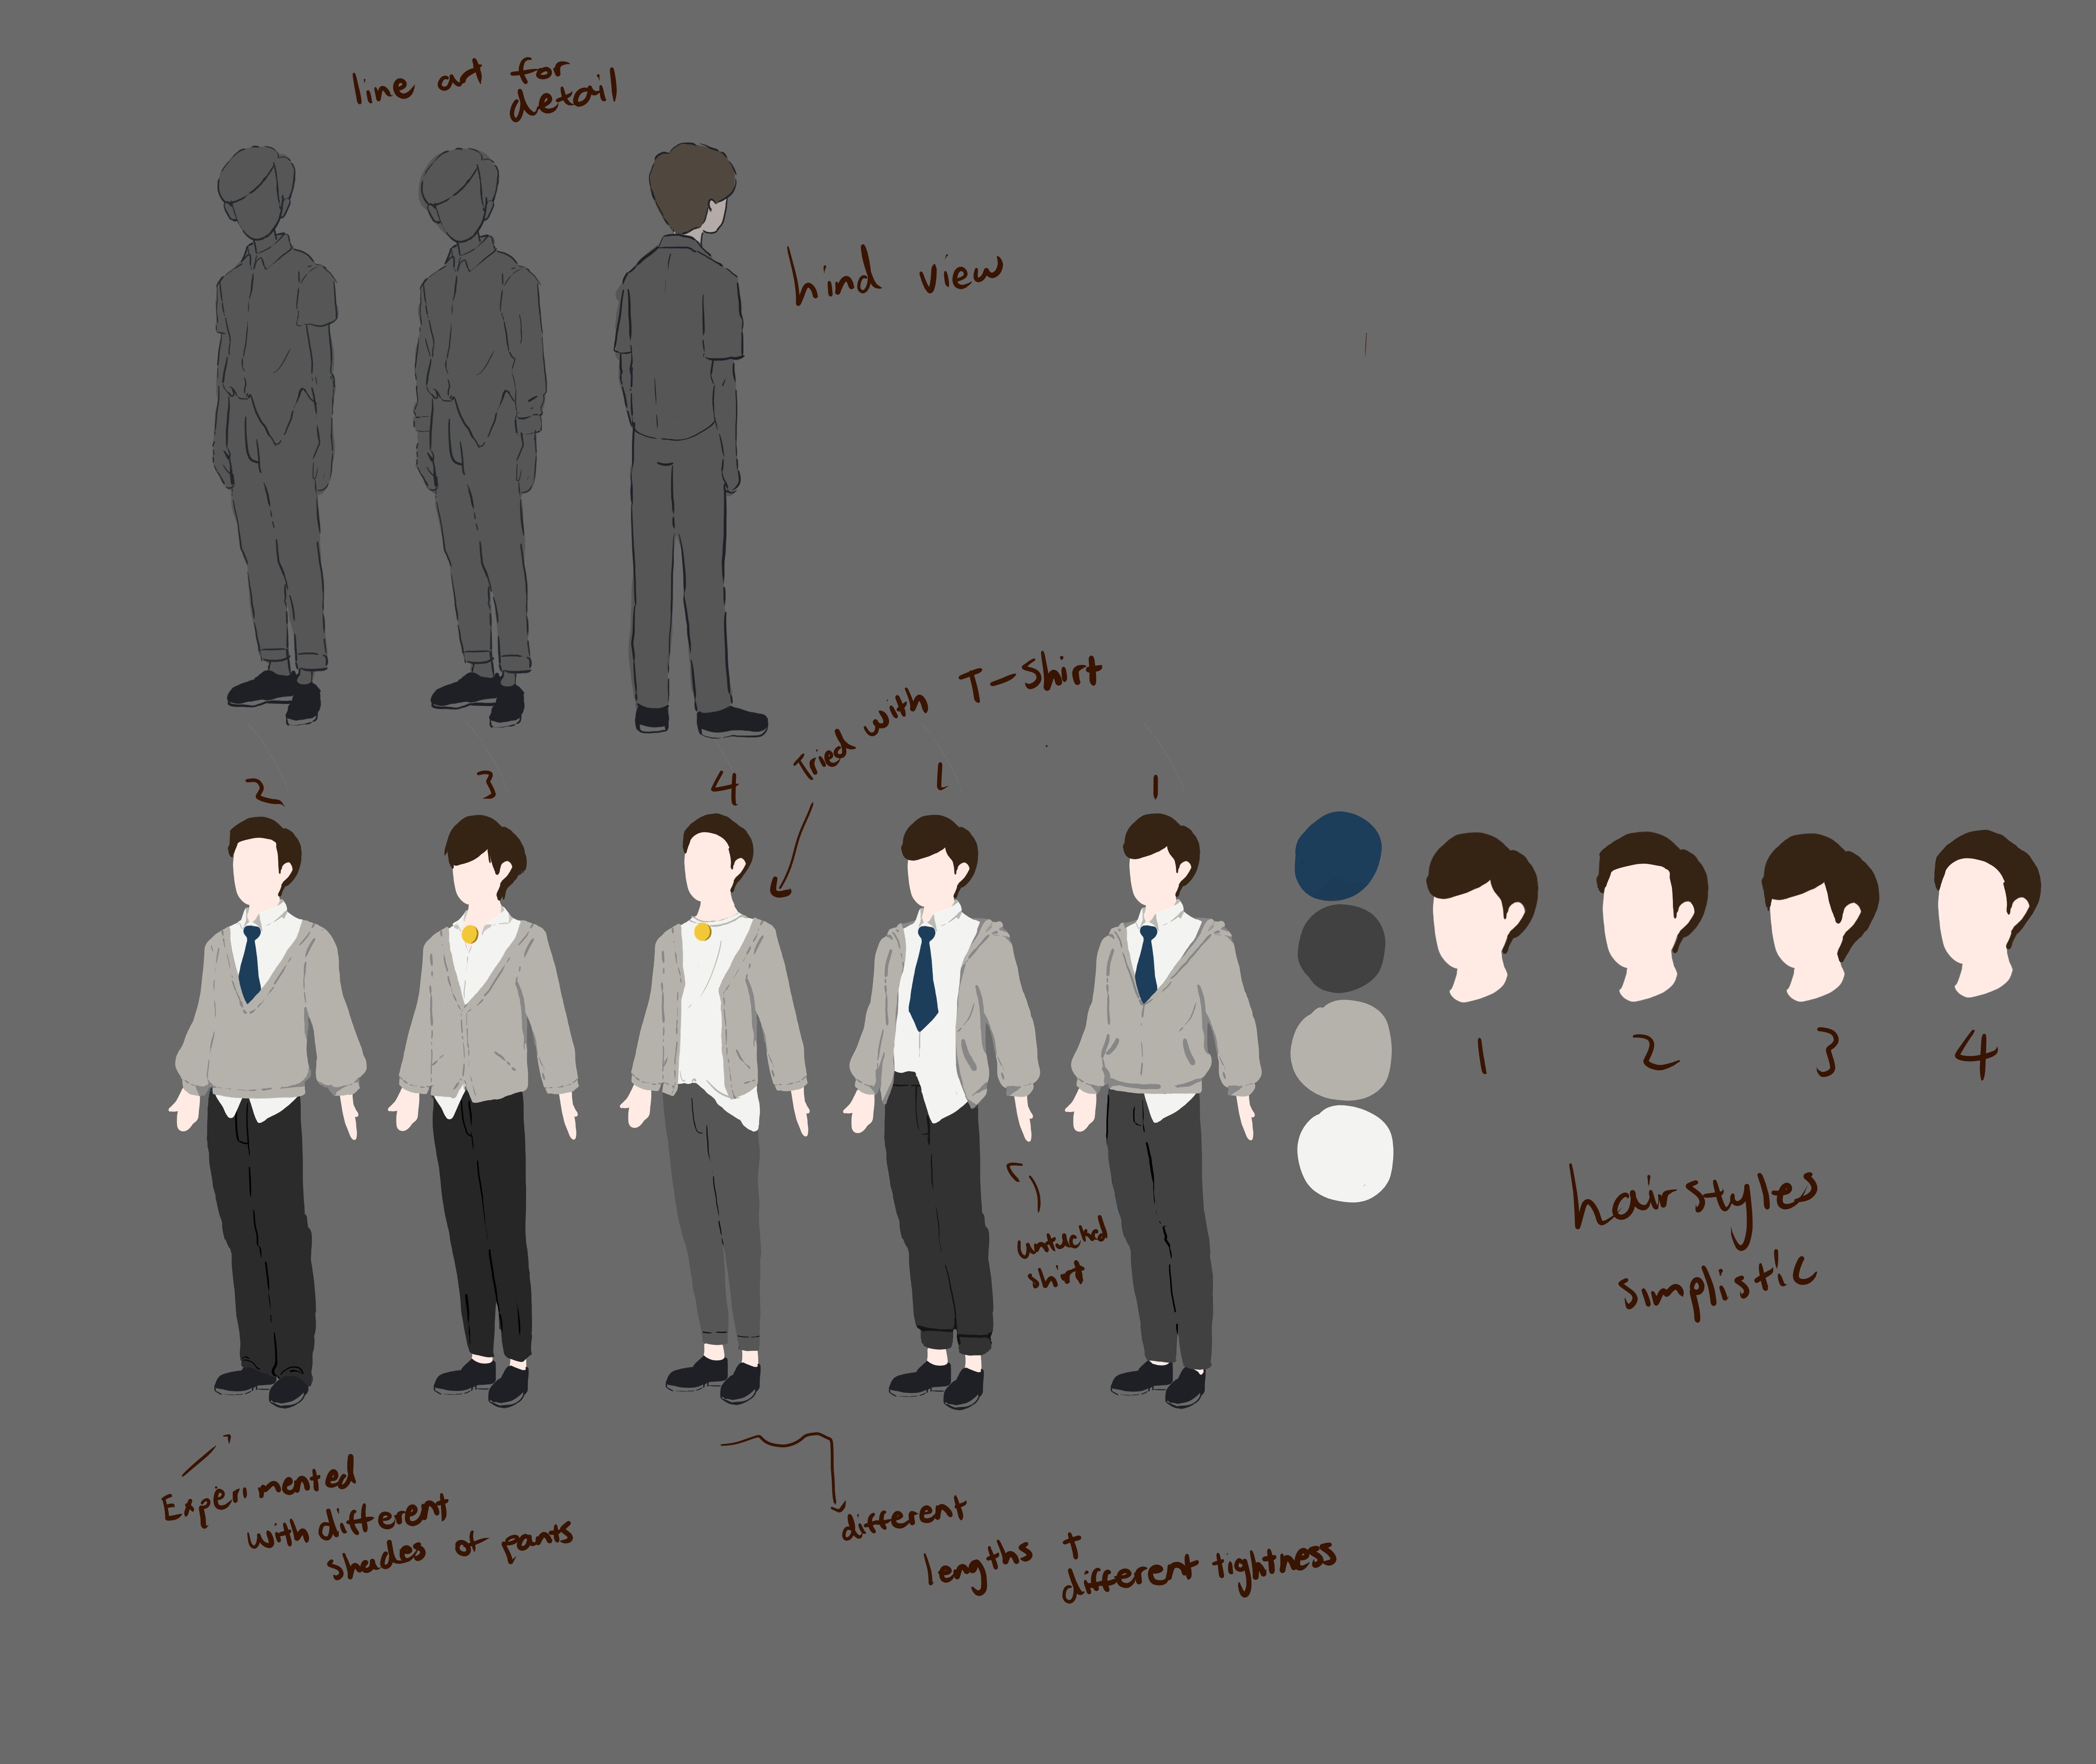 line art for
detail
hind view
Tried with T-Shirt
2
3
4
1
1
1
2
3
4
untucked
shirt
hairstyles
simplistic
Experimented
with different
shades of pants
different
lengths +
different tightness